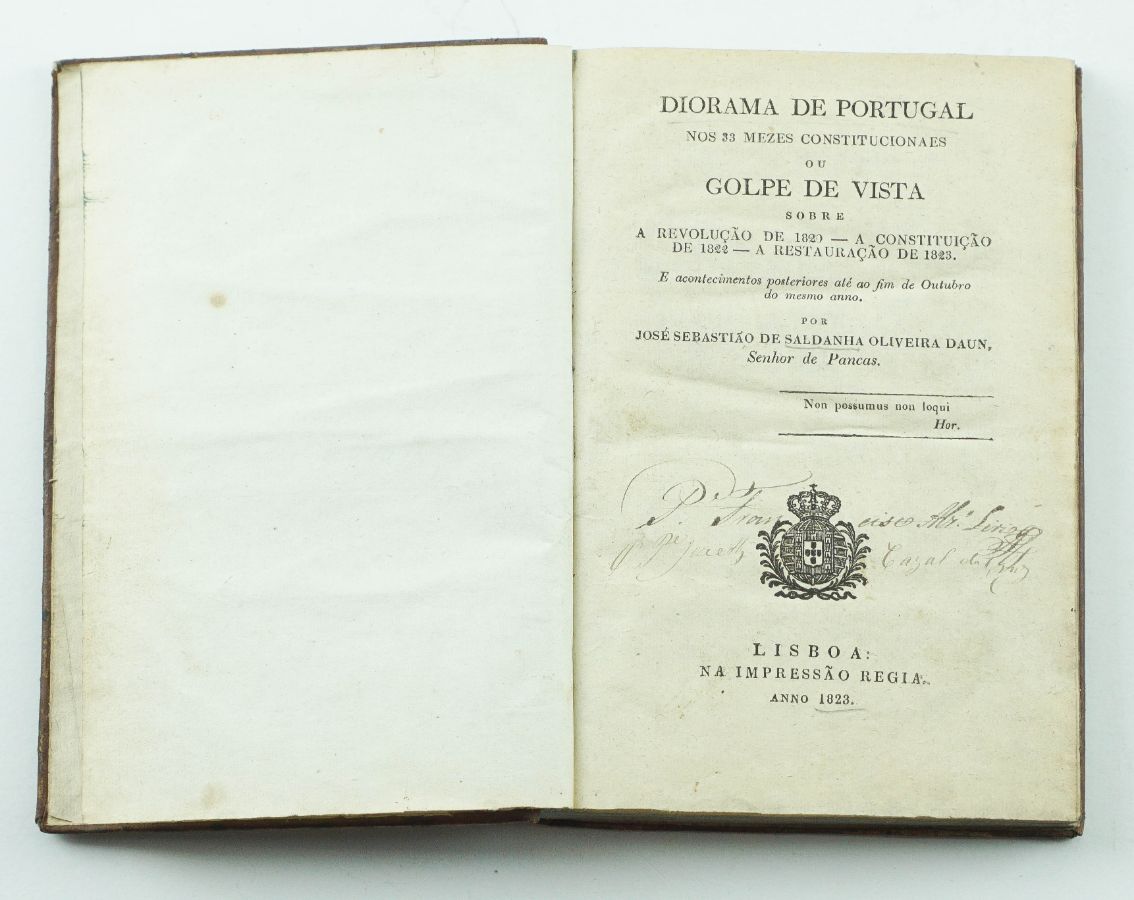 DIORAMA DE PORTUGAL
NOS 33 MEZES CONSTITUCIONAES
OU
GOLPE DE VISTA
SOBRE
A REVOLUÇÃO DE 1820 — A CONSTITUIÇÃO
DE 1822 — A RESTAURAÇÃO DE 1823.
E acontecimentos posteriores até ao fim de Outubro
do mesmo anno.
POR
JOSÉ SEBASTIÃO DE SALDANHA OLIVEIRA DAUN,
Senhor de Pancas.
Non possumus non loqui
Hor.
P. Francisco
Cazal
LISBOA:
NA IMPRESSÃO REGIA.
ANNO 1823.